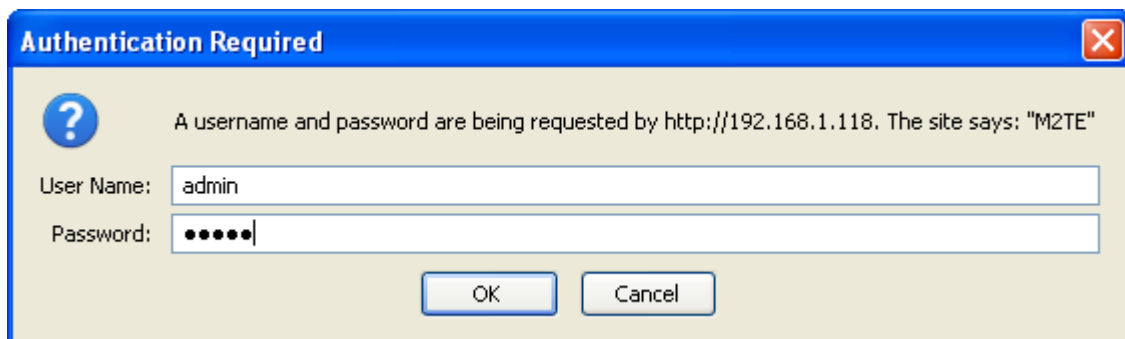 Authentication Required
A username and password are being requested by http://192.168.1.118. The site says: "M2TE"
User Name: admin
Password: ●●●●●
OK Cancel